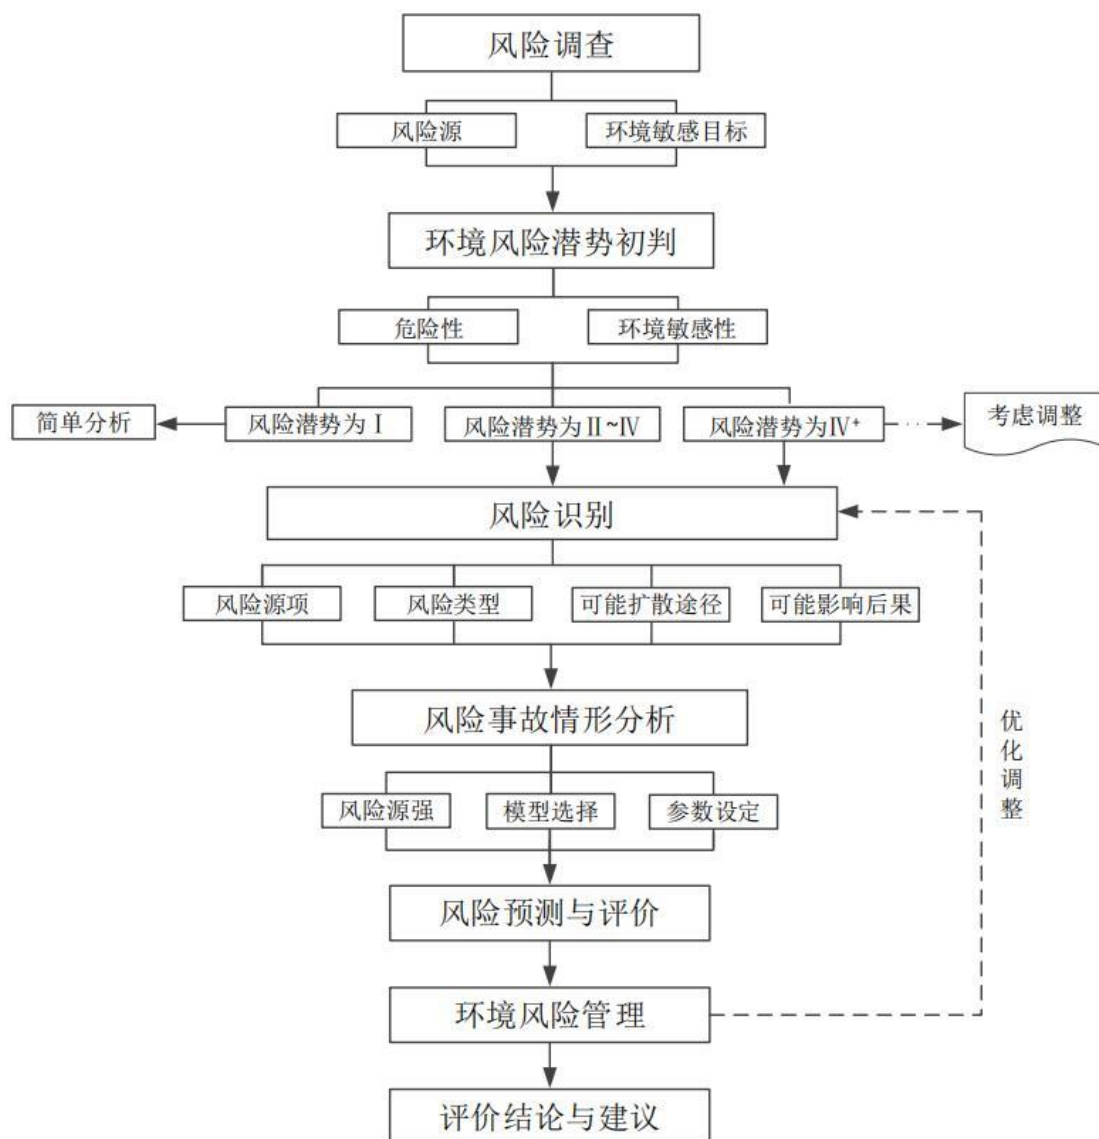 风险调查
风险源
环境敏感目标
环境风险潜势初判
危险性
环境敏感性
简单分析
风险潜势为Ⅰ
风险潜势为Ⅱ~Ⅳ
风险潜势为Ⅳ⁺
考虑调整
风险识别
风险源项
风险类型
可能扩散途径
可能影响后果
风险事故情形分析
优化调整
风险源强
模型选择
参数设定
风险预测与评价
环境风险管理
评价结论与建议